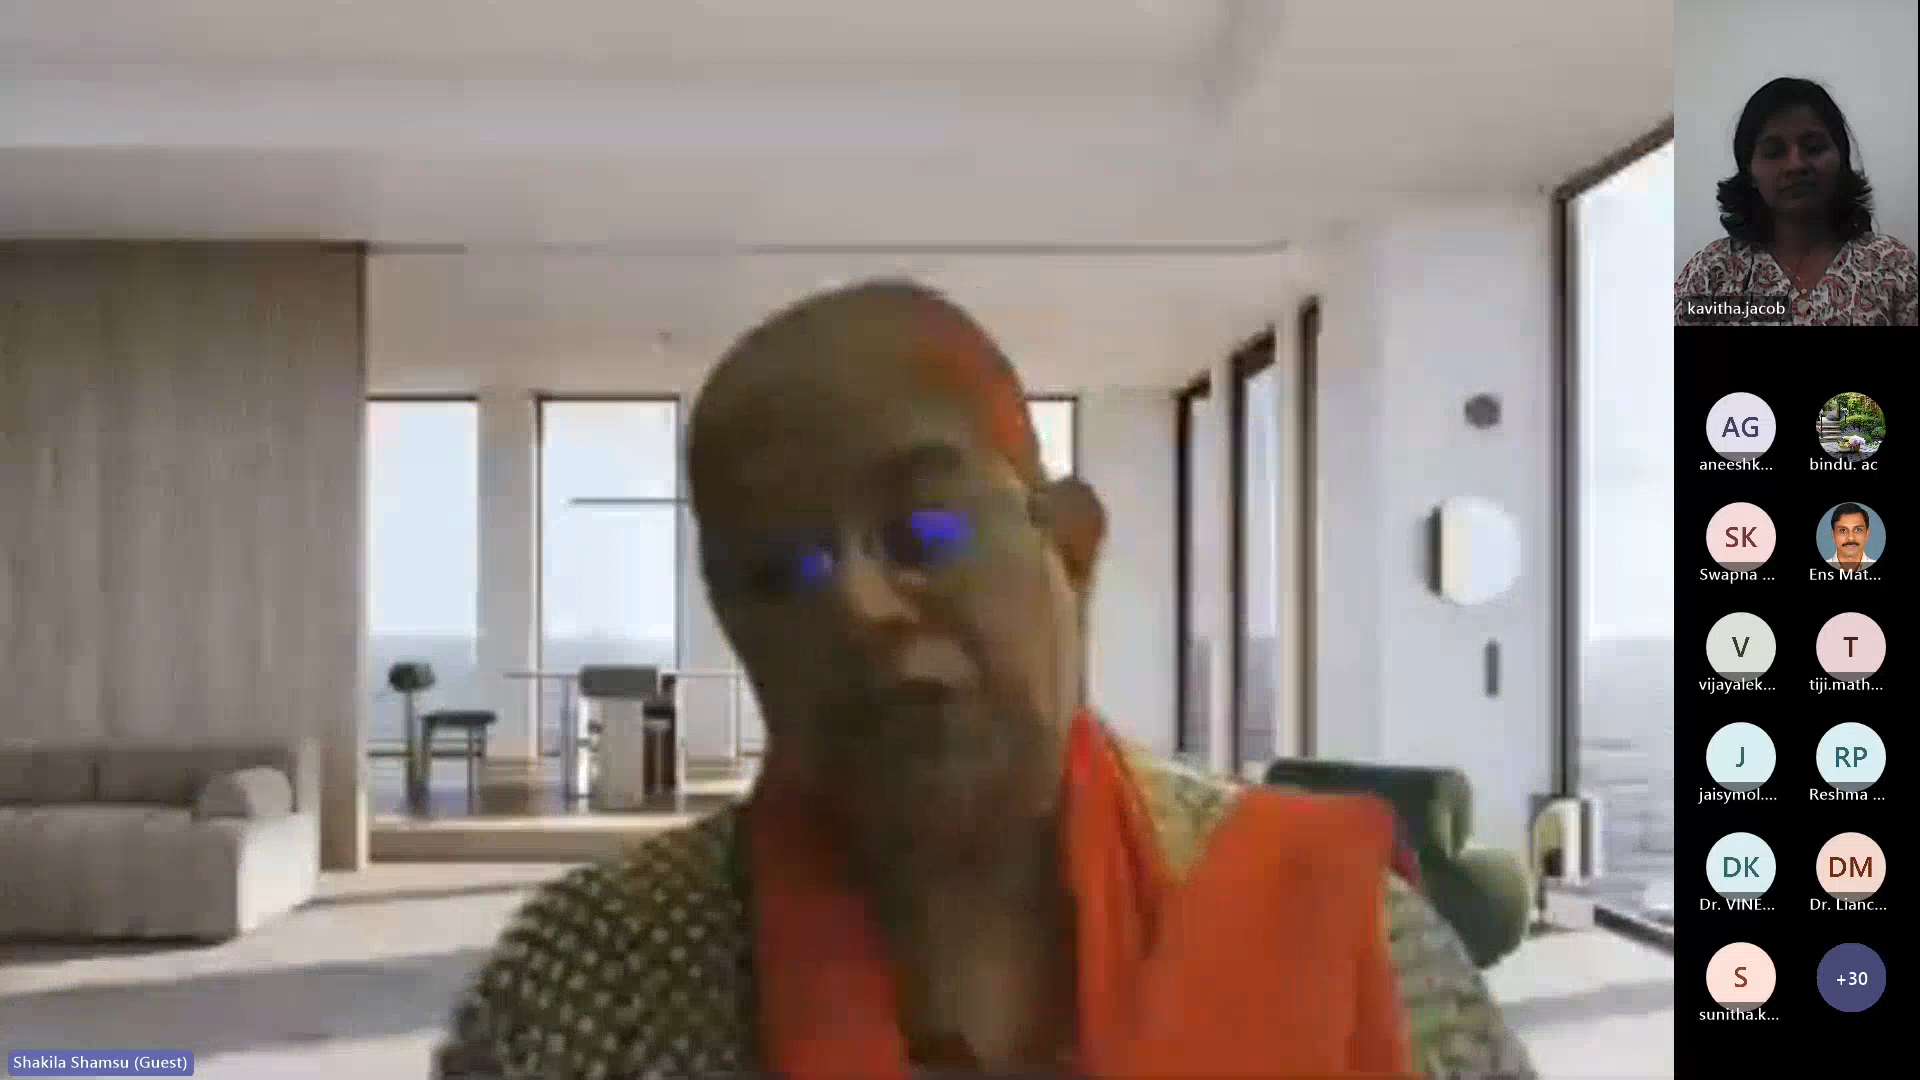 kavitha.jacob
AG
aneeshk...
bindu. ac
SK
Swapna ...
Ens Mat...
V
vijayalek...
T
tiji.math...
J
jaisymol....
RP
Reshma ...
DK
Dr. VINE...
DM
Dr. Lianc...
S
sunitha.k...
+30
Shakila Shamsu (Guest)